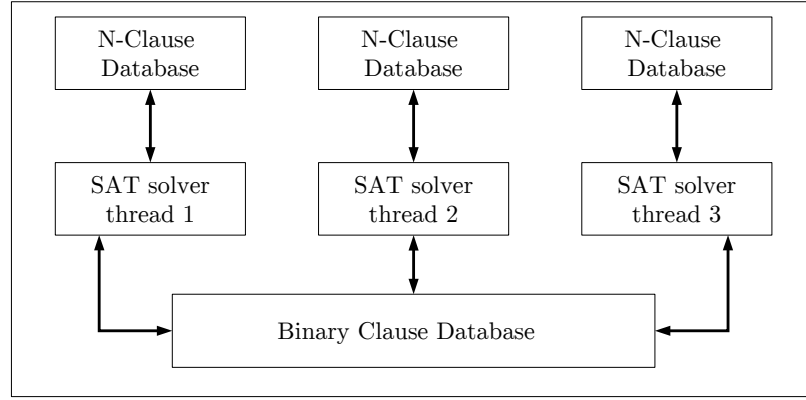 N-Clause
Database
N-Clause
Database
N-Clause
Database
SAT solver
thread 1
SAT solver
thread 2
SAT solver
thread 3
Binary Clause Database